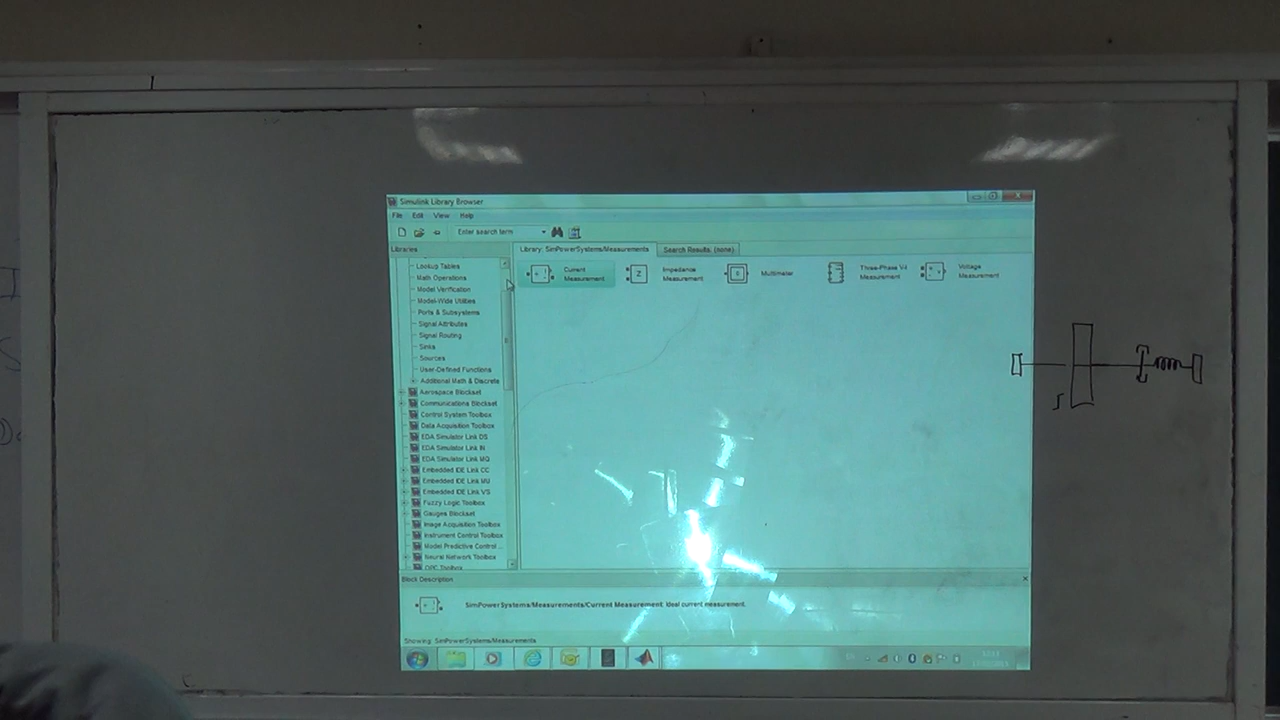 Simulink Library Browser
File Edit View Help
Enter search term
Libraries
Library: SimPowerSystems/Measurements
Search Results: (none)
Lookup Tables
Math Operations
Model Verification
Model-Wide Utilities
Ports & Subsystems
Signal Attributes
Signal Routing
Sinks
Sources
User-Defined Functions
Additional Math & Discrete
Aerospace Blockset
Communications Blockset
Control System Toolbox
Data Acquisition Toolbox
EDA Simulator Link DS
EDA Simulator Link IN
EDA Simulator Link MQ
Embedded IDE Link CC
Embedded IDE Link MU
Embedded IDE Link VS
Fuzzy Logic Toolbox
Gauges Blockset
Image Acquisition Toolbox
Instrument Control Toolbox
Model Predictive Control ...
Neural Network Toolbox
OPC Toolbox
Current
Measurement
Z
Impedance
Measurement
Multimeter
Three-Phase V-I
Measurement
Voltage
Measurement
J
Block Description
SimPowerSystems/Measurements/Current Measurement: Ideal current measurement.
Showing: SimPowerSystems/Measurements